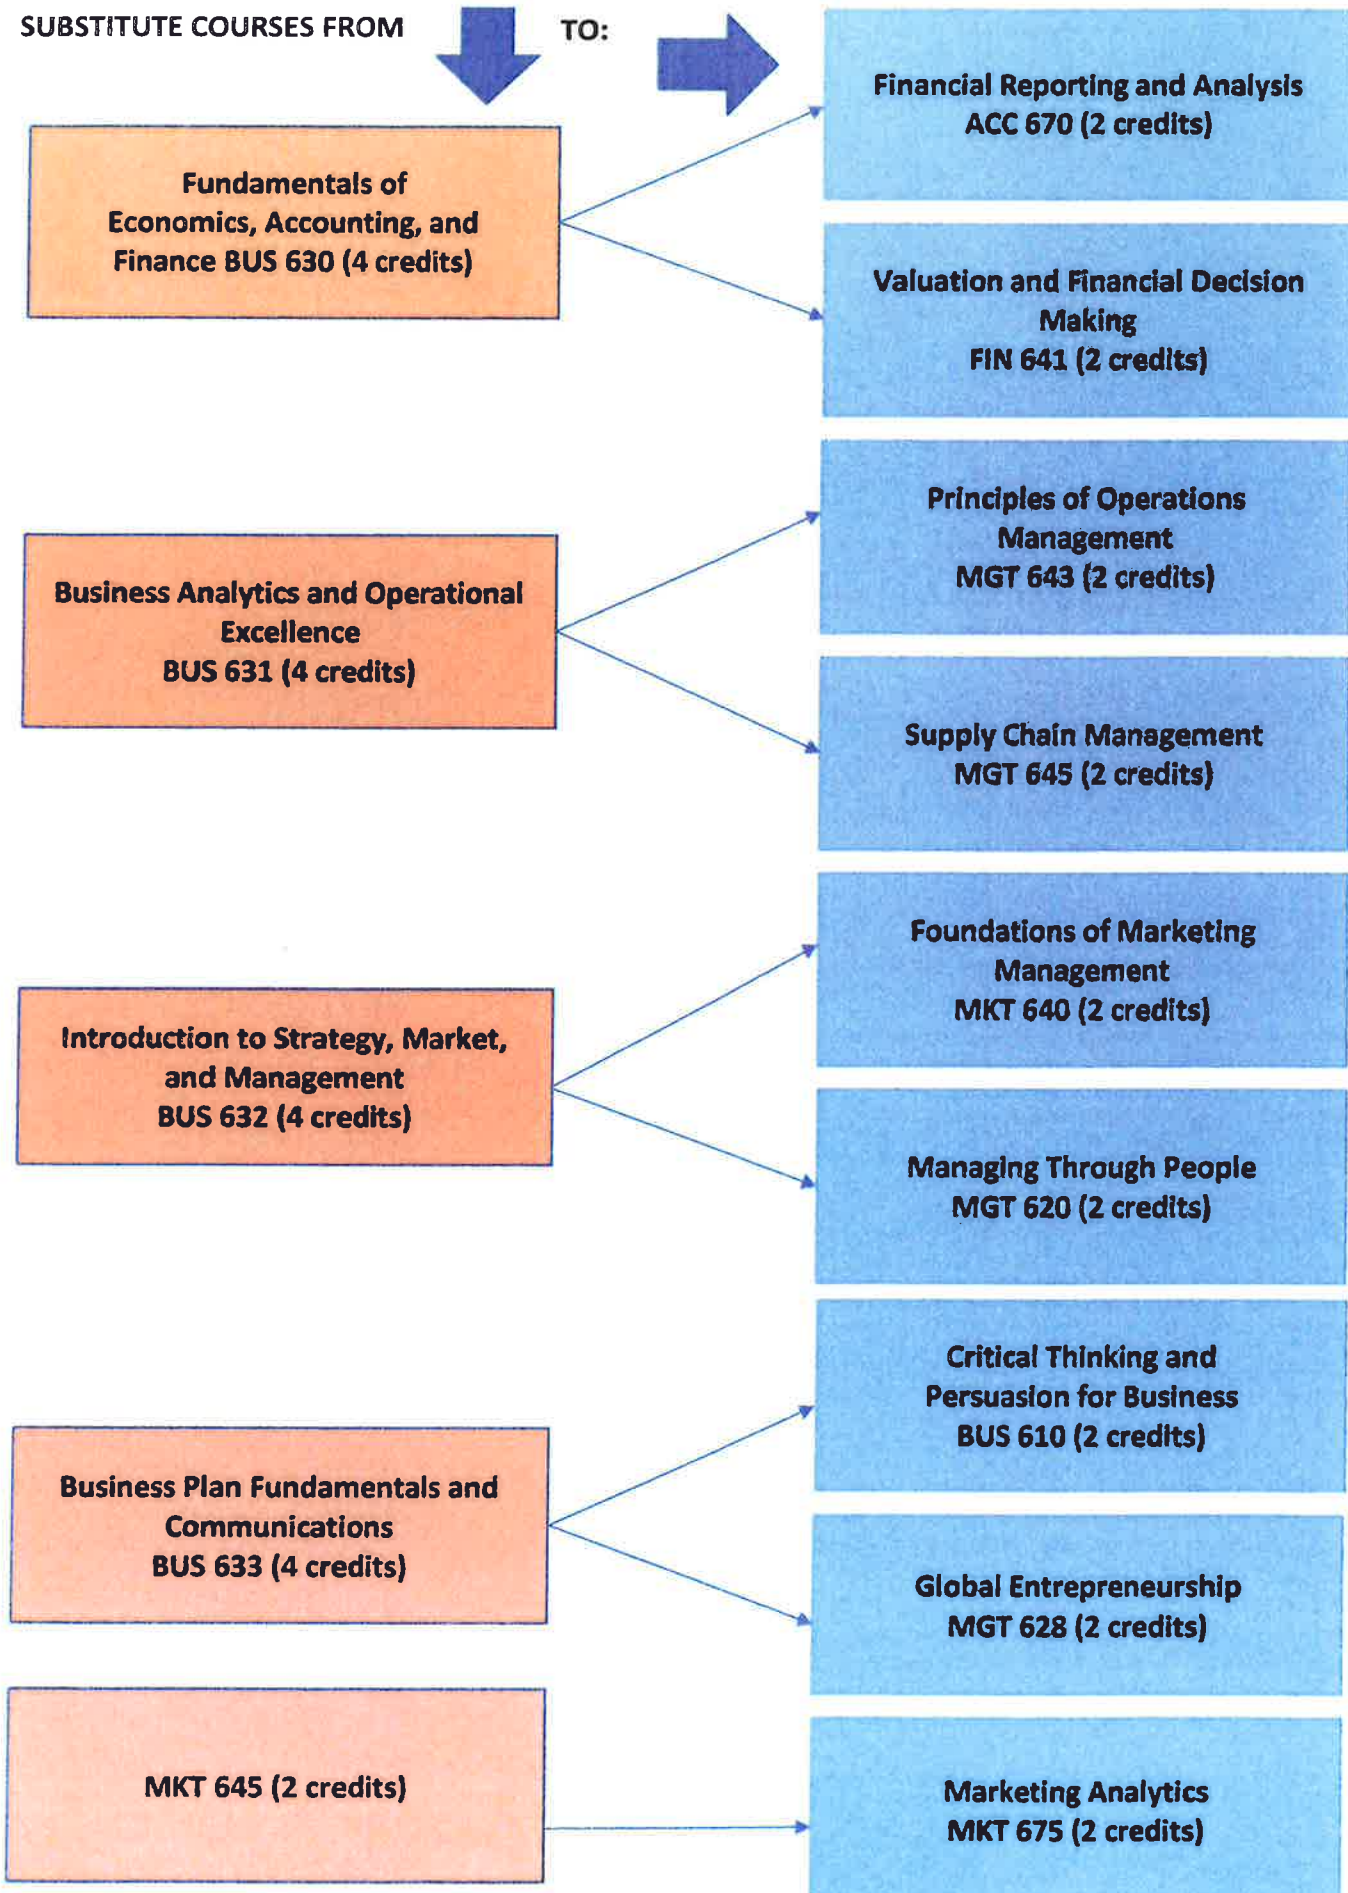 SUBSTITUTE COURSES FROM
TO:
Fundamentals of
Economics, Accounting, and
Finance BUS 630 (4 credits)
Financial Reporting and Analysis
ACC 670 (2 credits)
Valuation and Financial Decision
Making
FIN 641 (2 credits)
Business Analytics and Operational
Excellence
BUS 631 (4 credits)
Principles of Operations
Management
MGT 643 (2 credits)
Supply Chain Management
MGT 645 (2 credits)
Introduction to Strategy, Market,
and Management
BUS 632 (4 credits)
Foundations of Marketing
Management
MKT 640 (2 credits)
Managing Through People
MGT 620 (2 credits)
Business Plan Fundamentals and
Communications
BUS 633 (4 credits)
Critical Thinking and
Persuasion for Business
BUS 610 (2 credits)
Global Entrepreneurship
MGT 628 (2 credits)
MKT 645 (2 credits)
Marketing Analytics
MKT 675 (2 credits)